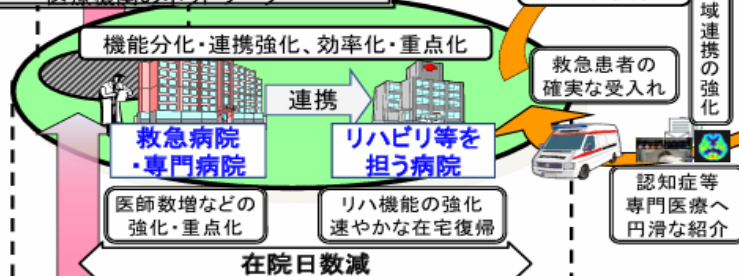 機能分化・連携強化、効率化・重点化
救急患者の
確実な受入れ
域連携の強化
連携
救急病院
・専門病院
リハビリ等を
担う病院
医師数増などの
強化・重点化
リハ機能の強化
速やかな在宅復帰
認知症等
専門医療へ
円滑な紹介
在院日数減